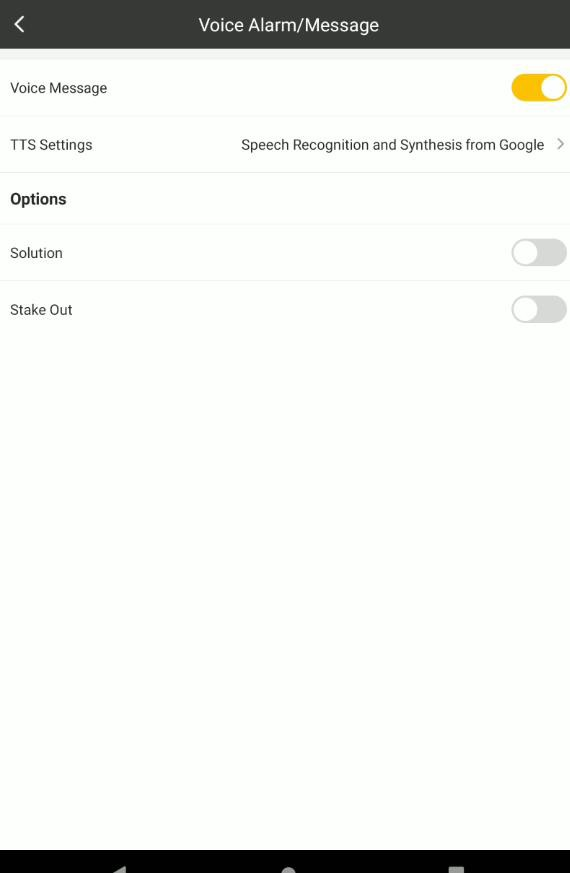 Voice Alarm/Message
Voice Message
TTS Settings Speech Recognition and Synthesis from Google
Options
Solution
Stake Out